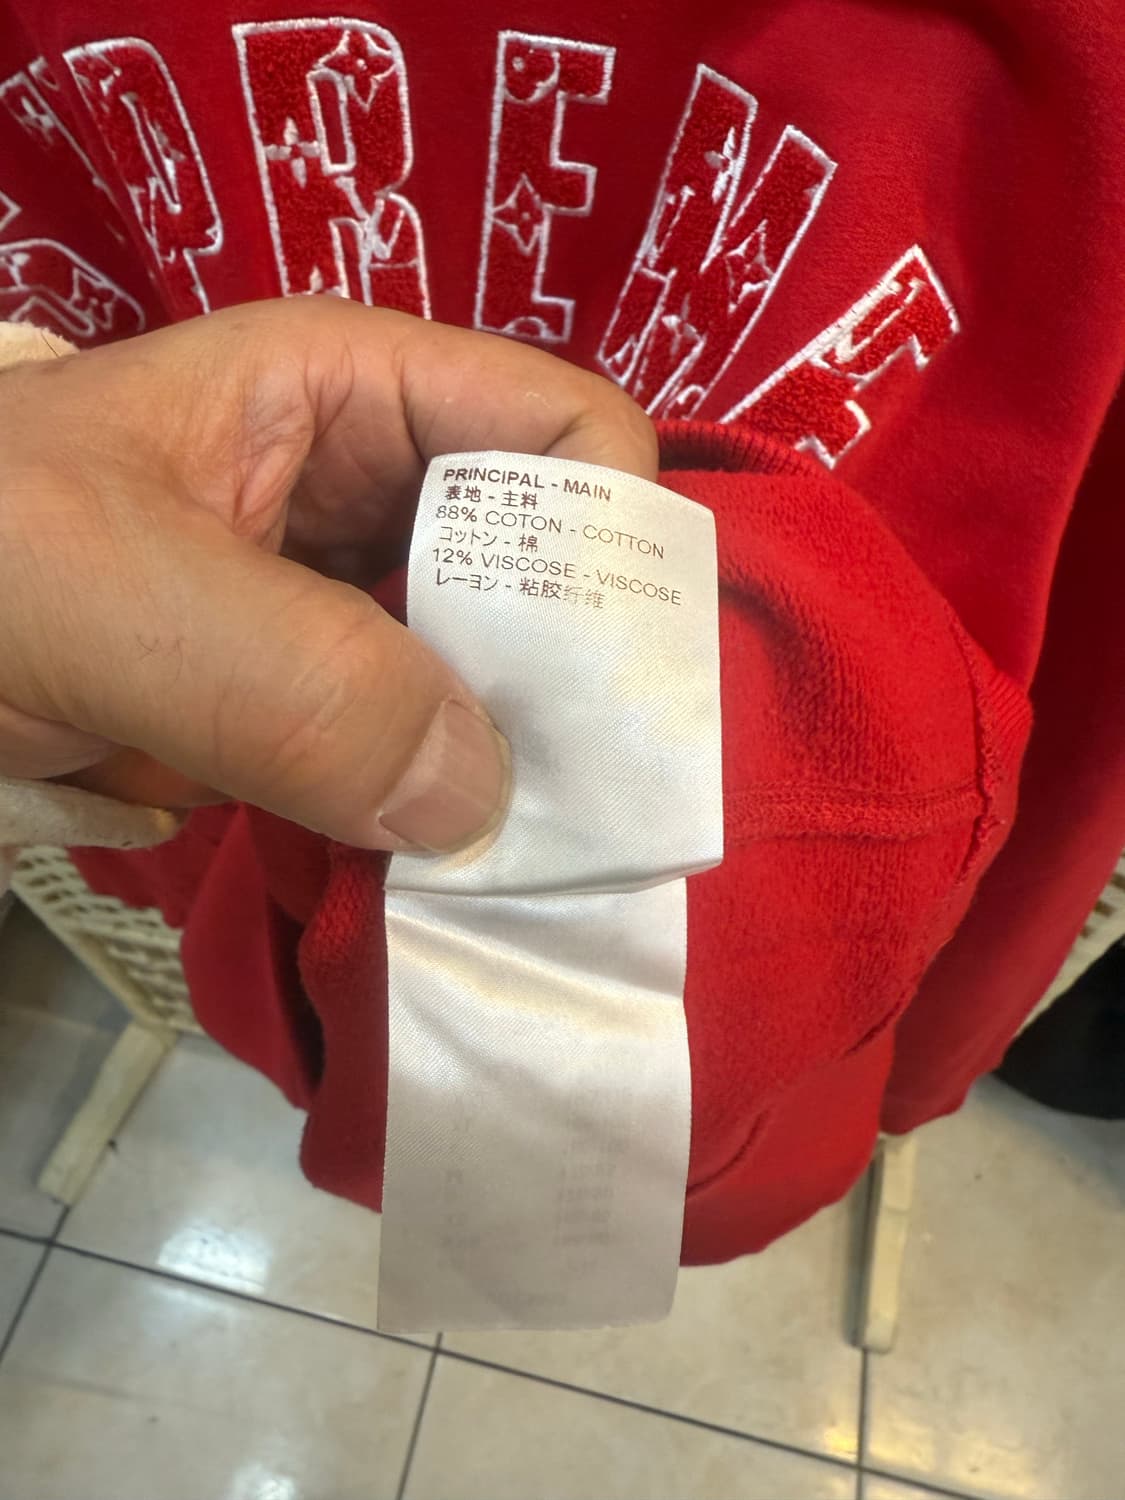 PREME
PRINCIPAL - MAIN
表地 - 主料
88% COTON - COTTON
コットン - 棉
12% VISCOSE - VISCOSE
レーヨン - 粘胶纤维